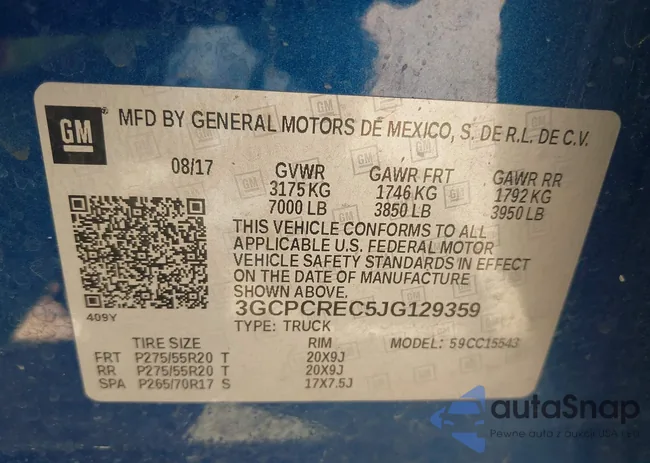 GM
MFD BY GENERAL MOTORS DE MEXICO, S. DE R.L. DE C.V.
08/17 GVWR GAWR FRT GAWR RR
3175 KG 1746 KG 1792 KG
7000 LB 3850 LB 3950 LB
THIS VEHICLE CONFORMS TO ALL
APPLICABLE U.S. FEDERAL MOTOR
VEHICLE SAFETY STANDARDS IN EFFECT
ON THE DATE OF MANUFACTURE
SHOWN ABOVE.
409Y
3GCPCREC5JG129359
TYPE: TRUCK
TIRE SIZE RIM MODEL: 59CC15543
FRT P275/55R20 T 20X9J
RR P275/55R20 T 20X9J
SPA P265/70R17 S 17X7.5J
autaSnap
Pewne auta z